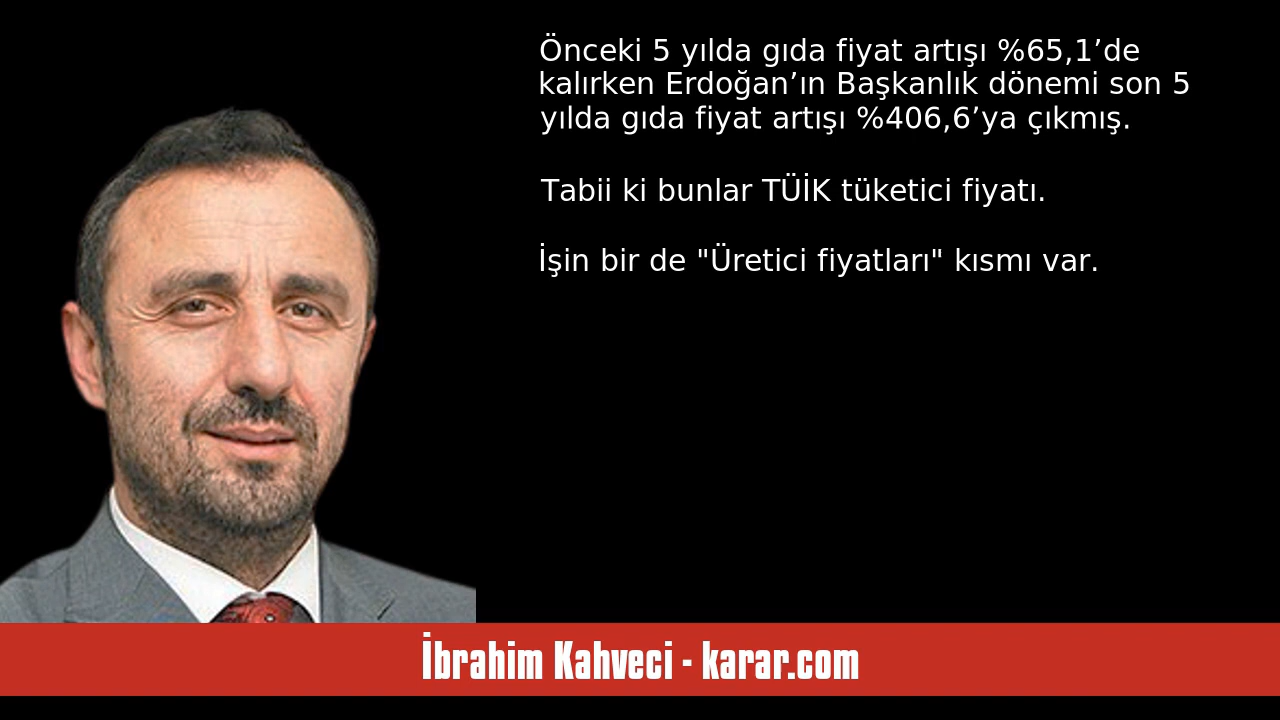 Önceki 5 yılda gıda fiyat artışı %65,1’de
kalırken Erdoğan’ın Başkanlık dönemi son 5
yılda gıda fiyat artışı %406,6’ya çıkmış.
Tabii ki bunlar TÜİK tüketici fiyatı.
İşin bir de "Üretici fiyatları" kısmı var.
İbrahim Kahveci - karar.com